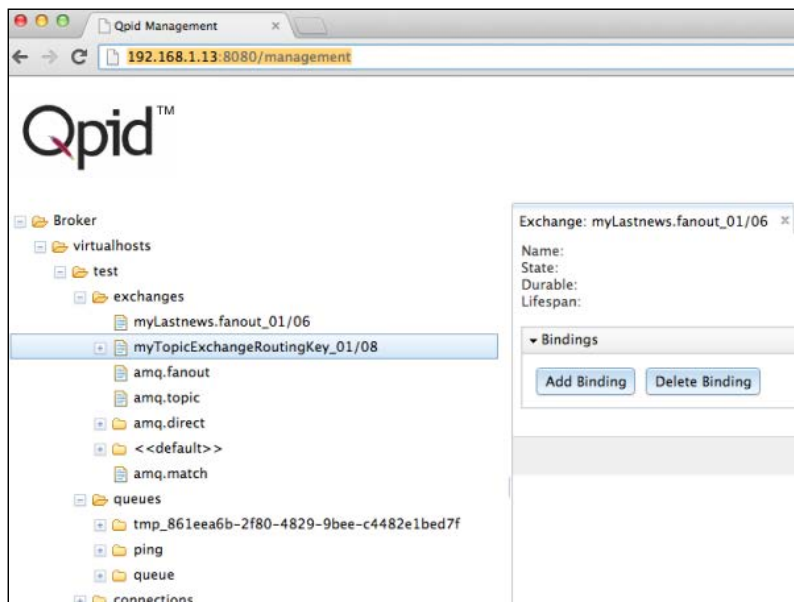 Qpid Management
192.168.1.13:8080/management
Qpid™
Broker
virtualhosts
test
exchanges
myLastnews.fanout_01/06
myTopicExchangeRoutingKey_01/08
amq.fanout
amq.topic
amq.direct
<<default>>
amq.match
queues
tmp_861eea6b-2f80-4829-9bee-c4482e1bed7f
ping
queue
connections
Exchange: myLastnews.fanout_01/06
Name:
State:
Durable:
Lifespan:
Bindings
Add Binding Delete Binding